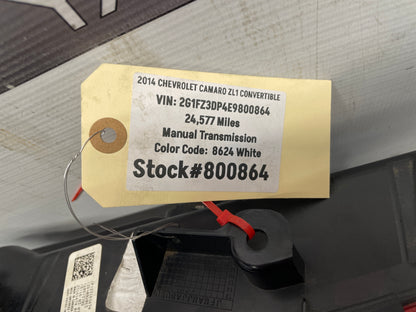 2014 CHEVROLET CAMARO ZL1 CONVERTIBLE
VIN: 2G1FZ3DP4E9800864
24,577 Miles
Manual Transmission
Color Code: 8624 White
Stock#800864